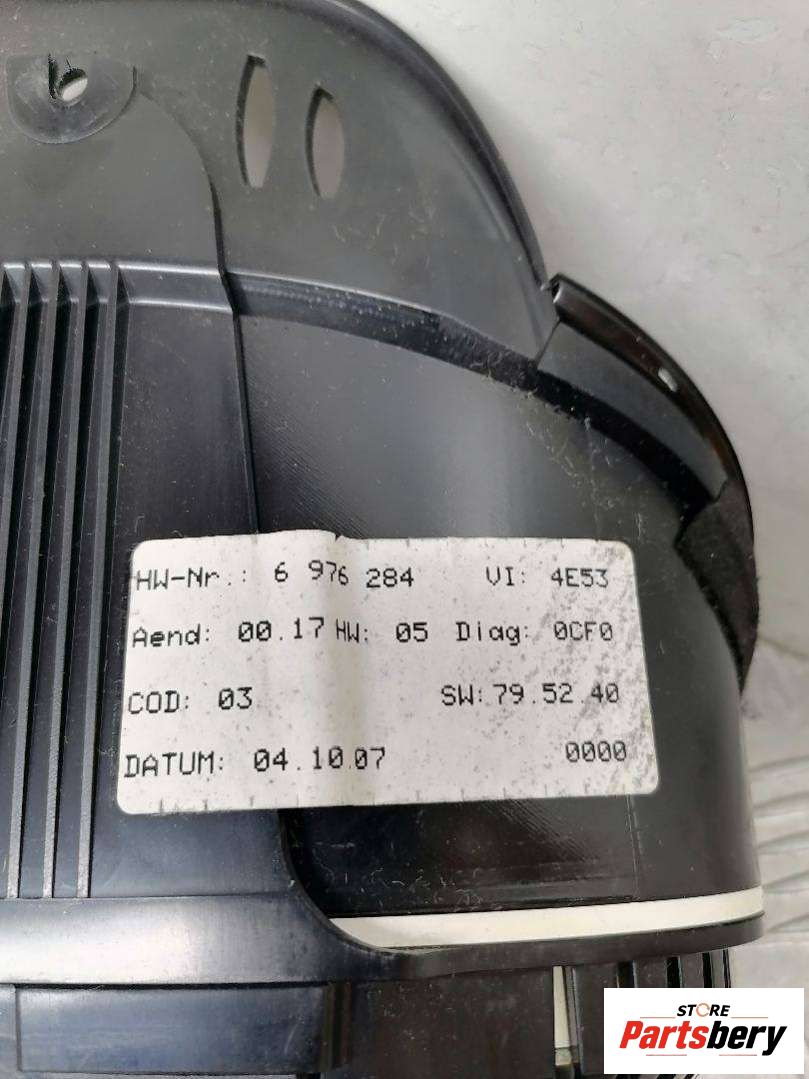 HW-Nr.: 6 976 284 VI: 4E53
Aend: 00.17 HW: 05 Diag: 0CF0
COD: 03 SW: 79.52.40
DATUM: 04.10.07 0000
STORE
Partsbery